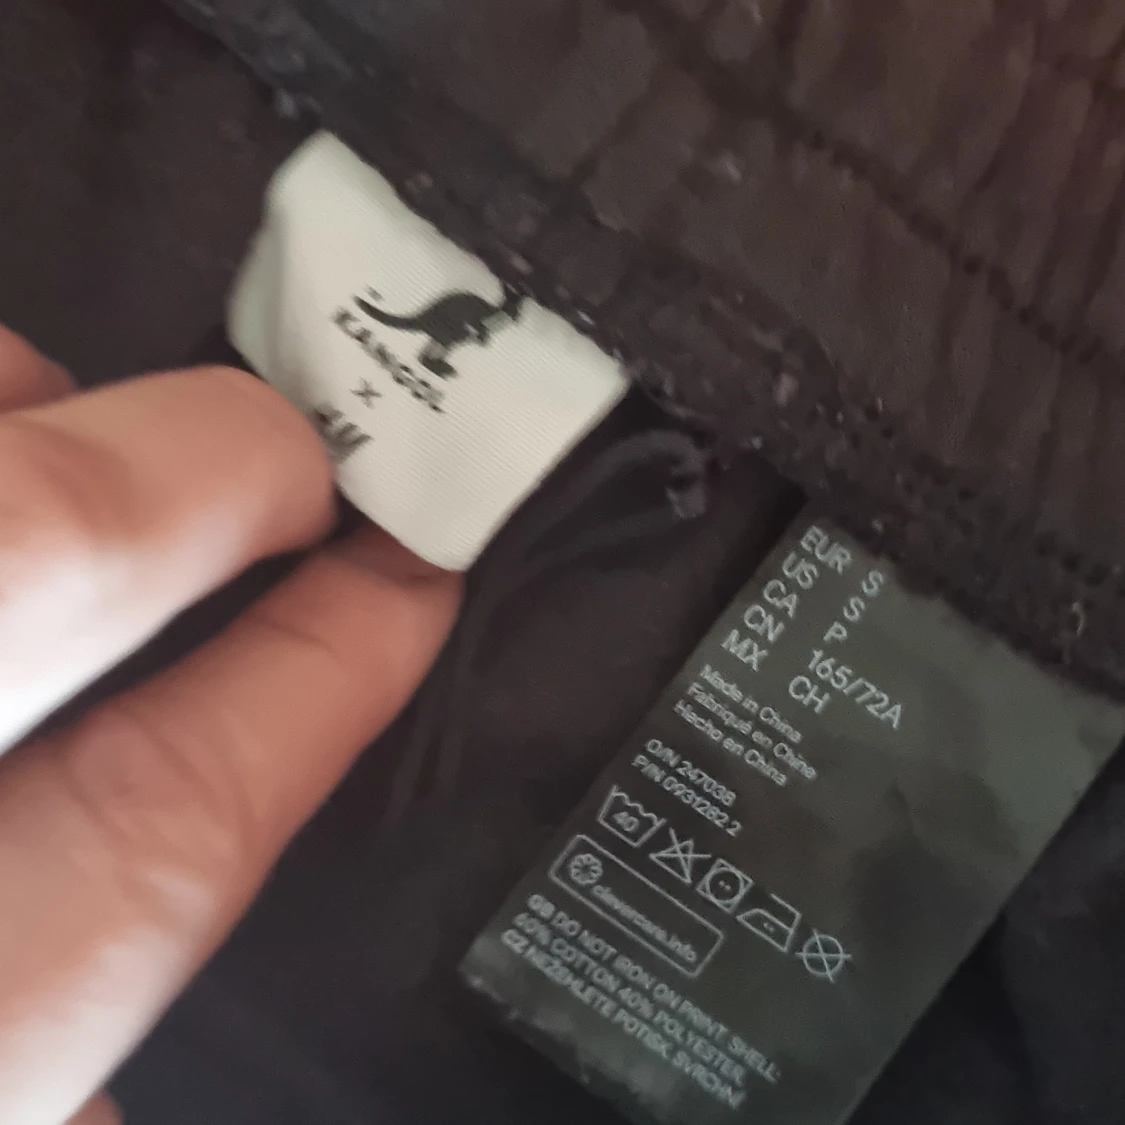 KANGOL
×
EUR S
US S
CA P
CN 165/72A
MX CH
Made in China
Fabriqué en Chine
Hecho en China
O/N 247038
P/N 0931282 2
40
clevercare.info
GB DO NOT IRON ON PRINT SHELL:
60% COTTON 40% POLYESTER,
CZ NEŽEHLETE POTISK SVRCHNÍ